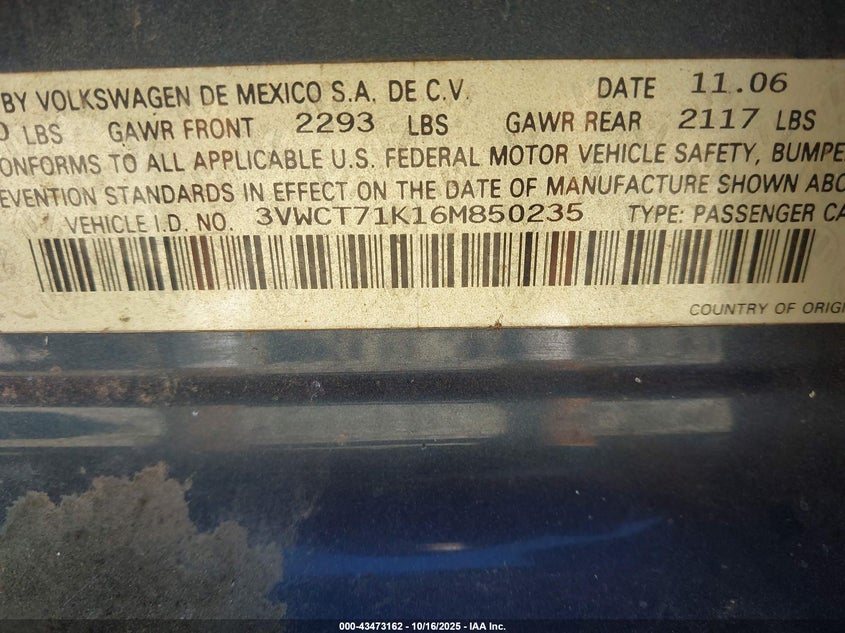 BY VOLKSWAGEN DE MEXICO S.A. DE C.V. DATE 11.06
LBS GAWR FRONT 2293 LBS GAWR REAR 2117 LBS
ONFORMS TO ALL APPLICABLE U.S. FEDERAL MOTOR VEHICLE SAFETY, BUMPE
EVENTION STANDARDS IN EFFECT ON THE DATE OF MANUFACTURE SHOWN ABO
VEHICLE I.D. NO. 3VWCT71K16M850235 TYPE: PASSENGER CA
COUNTRY OF ORIGI
000-43473162 - 10/16/2025 - IAA Inc.